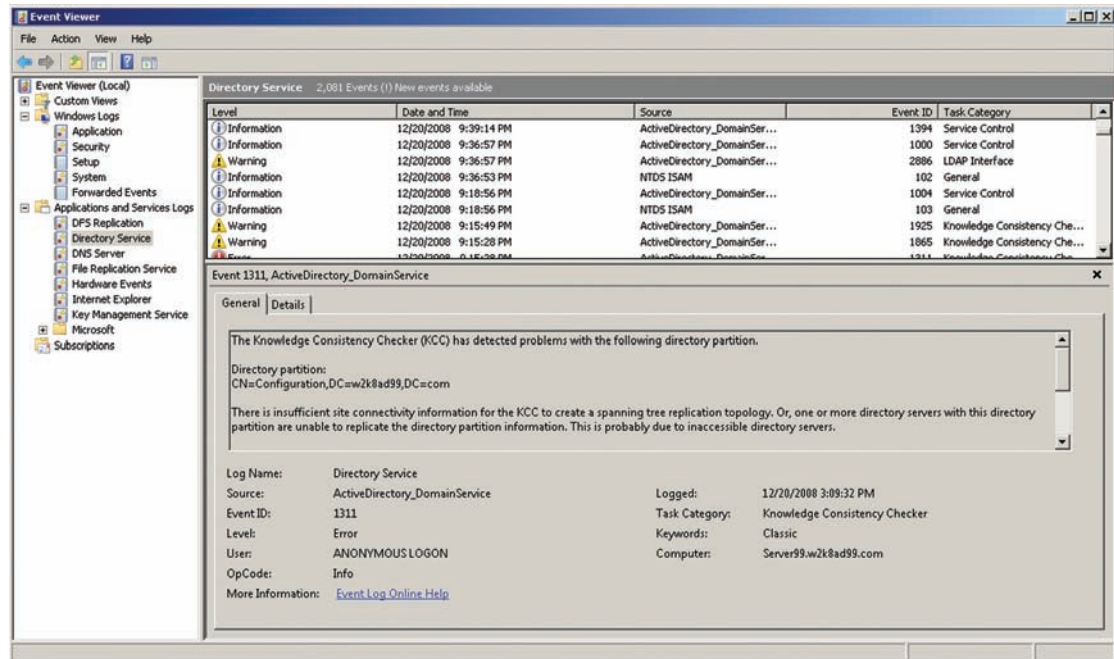 Event Viewer
File Action View Help
Event Viewer (Local)
Custom Views
Windows Logs
Application
Security
Setup
System
Forwarded Events
Applications and Services Logs
DFS Replication
Directory Service
DNS Server
File Replication Service
Hardware Events
Internet Explorer
Key Management Service
Microsoft
Subscriptions
Directory Service 2,081 Events (!) New events available
Level Date and Time Source Event ID Task Category
Information 12/20/2008 9:39:14 PM ActiveDirectory_DomainSer... 1394 Service Control
Information 12/20/2008 9:36:57 PM ActiveDirectory_DomainSer... 1000 Service Control
Warning 12/20/2008 9:36:57 PM ActiveDirectory_DomainSer... 2886 LDAP Interface
Information 12/20/2008 9:36:53 PM NTDS ISAM 102 General
Information 12/20/2008 9:18:56 PM ActiveDirectory_DomainSer... 1004 Service Control
Information 12/20/2008 9:18:56 PM NTDS ISAM 103 General
Warning 12/20/2008 9:15:49 PM ActiveDirectory_DomainSer... 1925 Knowledge Consistency Che...
Warning 12/20/2008 9:15:28 PM ActiveDirectory_DomainSer... 1865 Knowledge Consistency Che...
Event 1311, ActiveDirectory_DomainService
General Details
The Knowledge Consistency Checker (KCC) has detected problems with the following directory partition.
Directory partition:
CN=Configuration,DC=w2k8ad99,DC=com
There is insufficient site connectivity information for the KCC to create a spanning tree replication topology. Or, one or more directory servers with this directory
partition are unable to replicate the directory partition information. This is probably due to inaccessible directory servers.
Log Name: Directory Service
Source: ActiveDirectory_DomainService Logged: 12/20/2008 3:09:32 PM
Event ID: 1311 Task Category: Knowledge Consistency Checker
Level: Error Keywords: Classic
User: ANONYMOUS LOGON Computer: Server99.w2k8ad99.com
OpCode: Info
More Information: Event Log Online Help